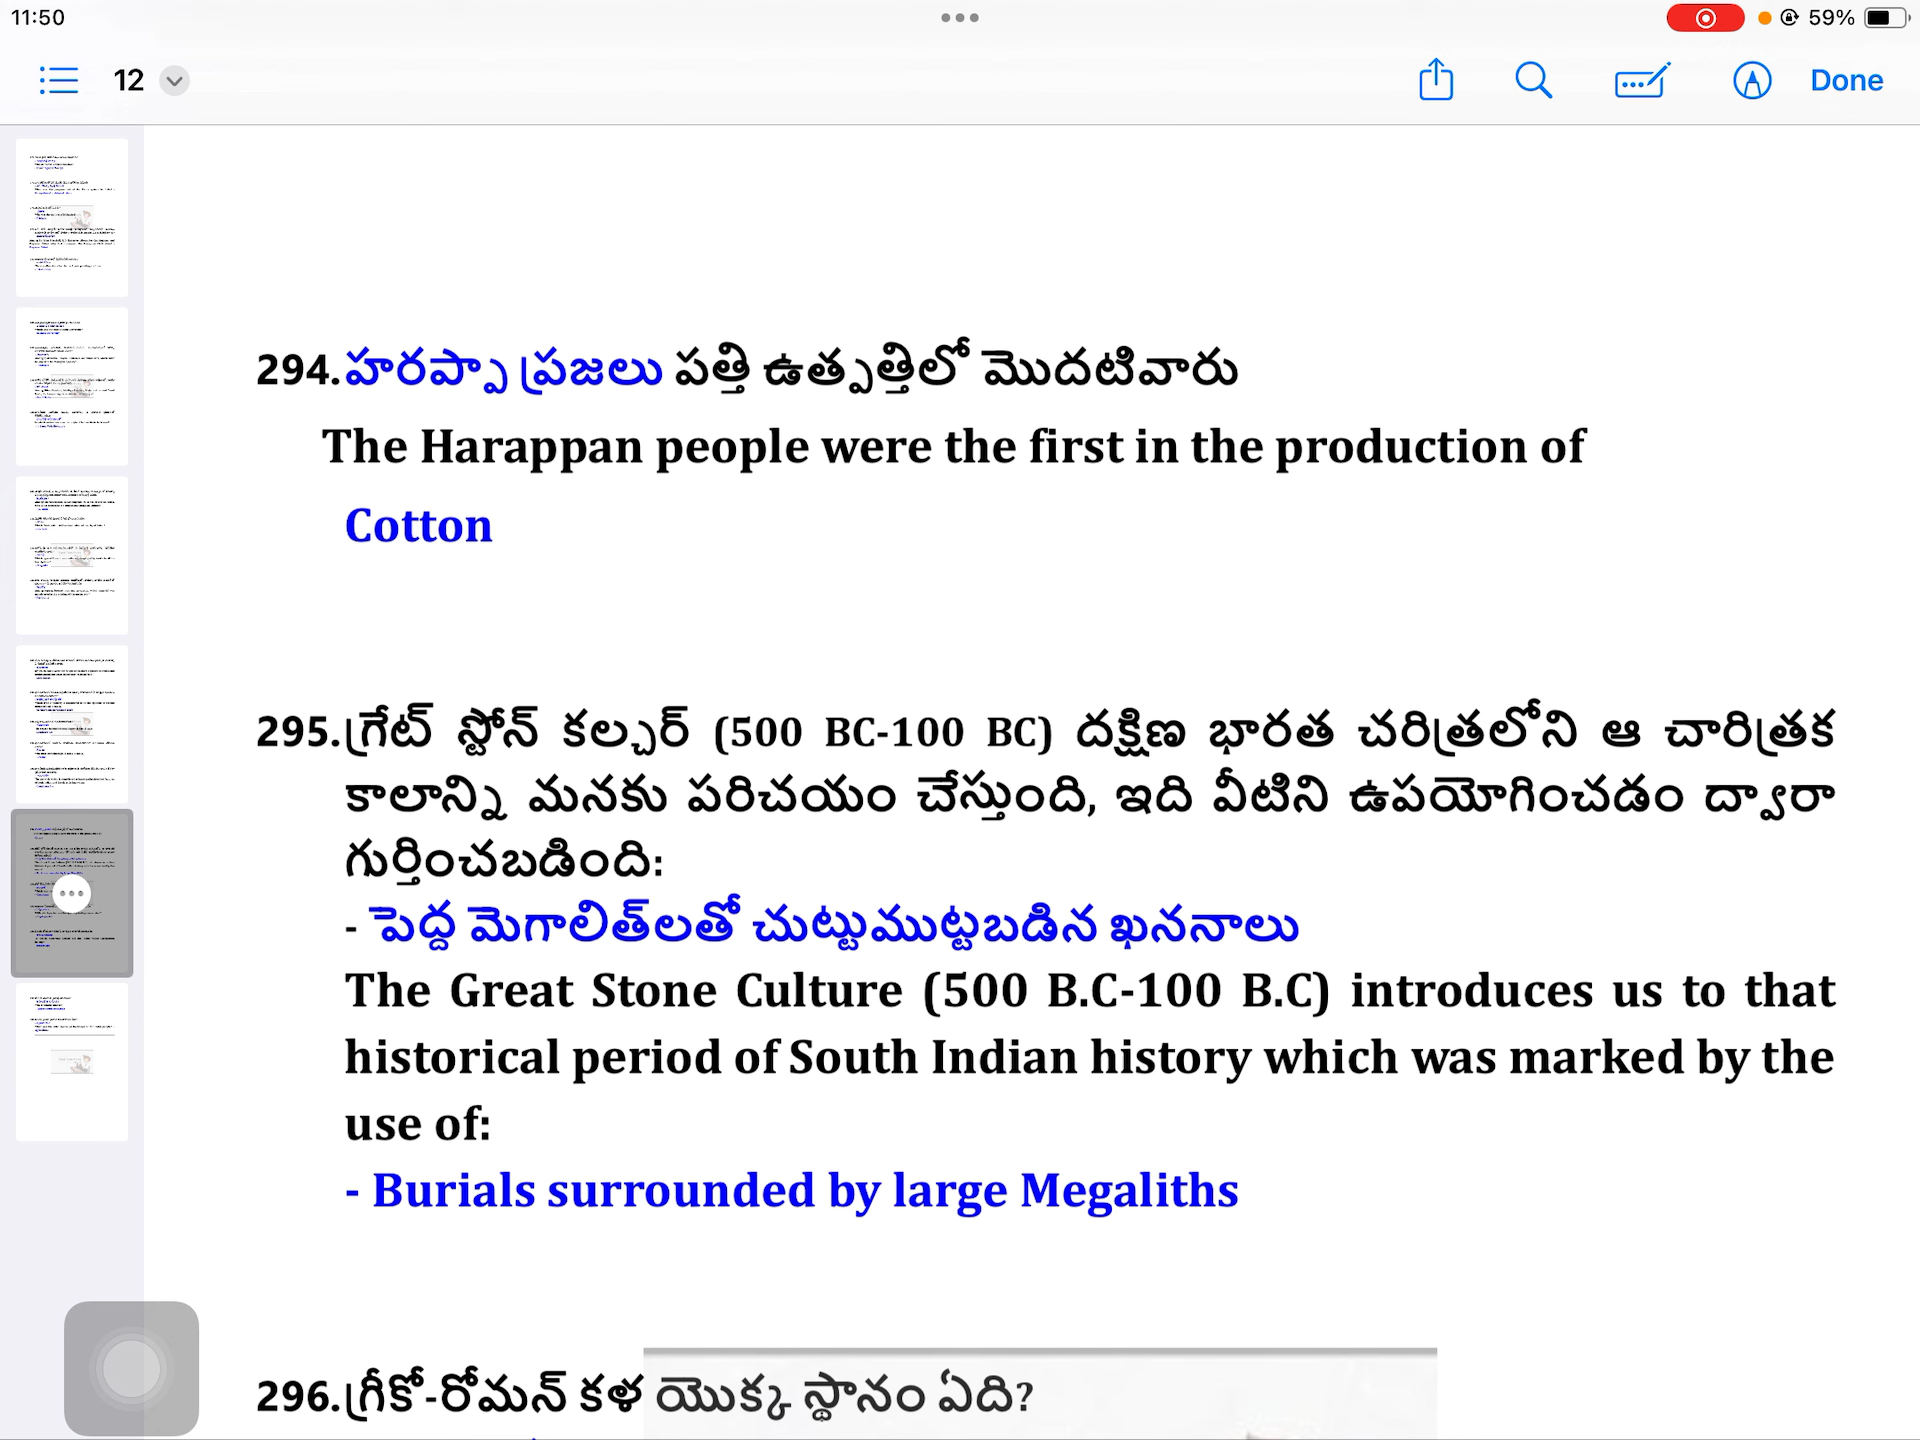 11:50
59%
12
Done
294.హరప్పా ప్రజలు పత్తి ఉత్పత్తిలో మొదటివారు
The Harappan people were the first in the production of
Cotton
295.గ్రేట్ స్టోన్ కల్చర్ (500 BC-100 BC) దక్షిణ భారత చరిత్రలోని ఆ చారిత్రక
కాలాన్ని మనకు పరిచయం చేస్తుంది, ఇది వీటిని ఉపయోగించడం ద్వారా
గుర్తించబడింది:
- పెద్ద మెగాలిత్‌లతో చుట్టుముట్టబడిన ఖననాలు
The Great Stone Culture (500 B.C-100 B.C) introduces us to that
historical period of South Indian history which was marked by the
use of:
- Burials surrounded by large Megaliths
296.గ్రీకో-రోమన్ కళ యొక్క స్థానం ఏది?